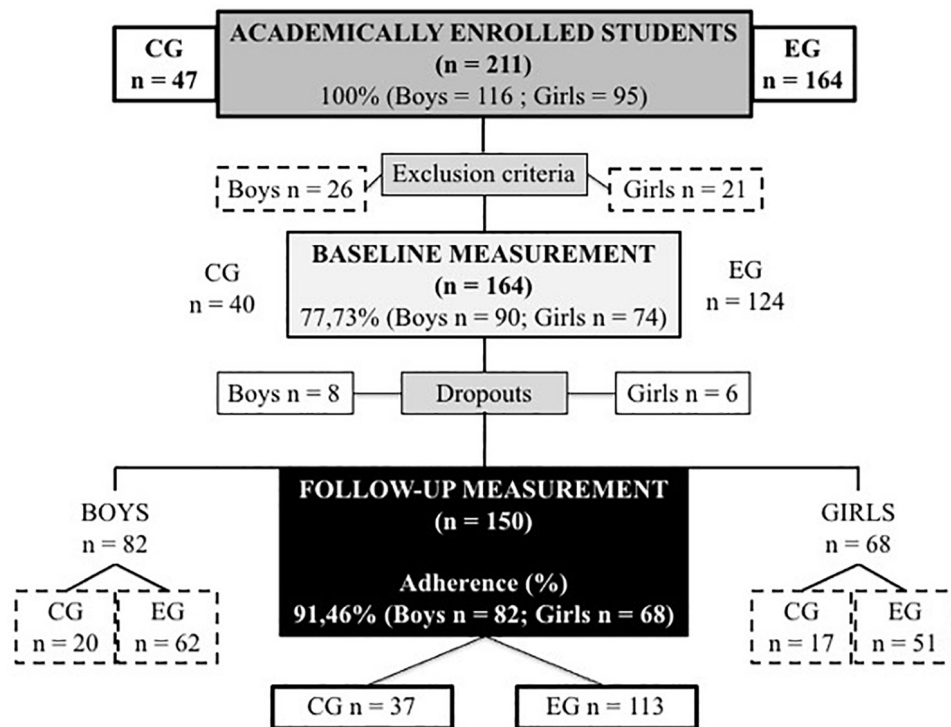 CG
n = 47
ACADEMICALLY ENROLLED STUDENTS
(n = 211)
100% (Boys = 116 ; Girls = 95)
EG
n = 164
Boys n = 26
Exclusion criteria
Girls n = 21
CG
n = 40
BASELINE MEASUREMENT
(n = 164)
77,73% (Boys n = 90; Girls n = 74)
EG
n = 124
Boys n = 8
Dropouts
Girls n = 6
BOYS
n = 82
FOLLOW-UP MEASUREMENT
(n = 150)
Adherence (%)
91,46% (Boys n = 82; Girls n = 68)
GIRLS
n = 68
CG
n = 20
EG
n = 62
CG
n = 17
EG
n = 51
CG n = 37
EG n = 113